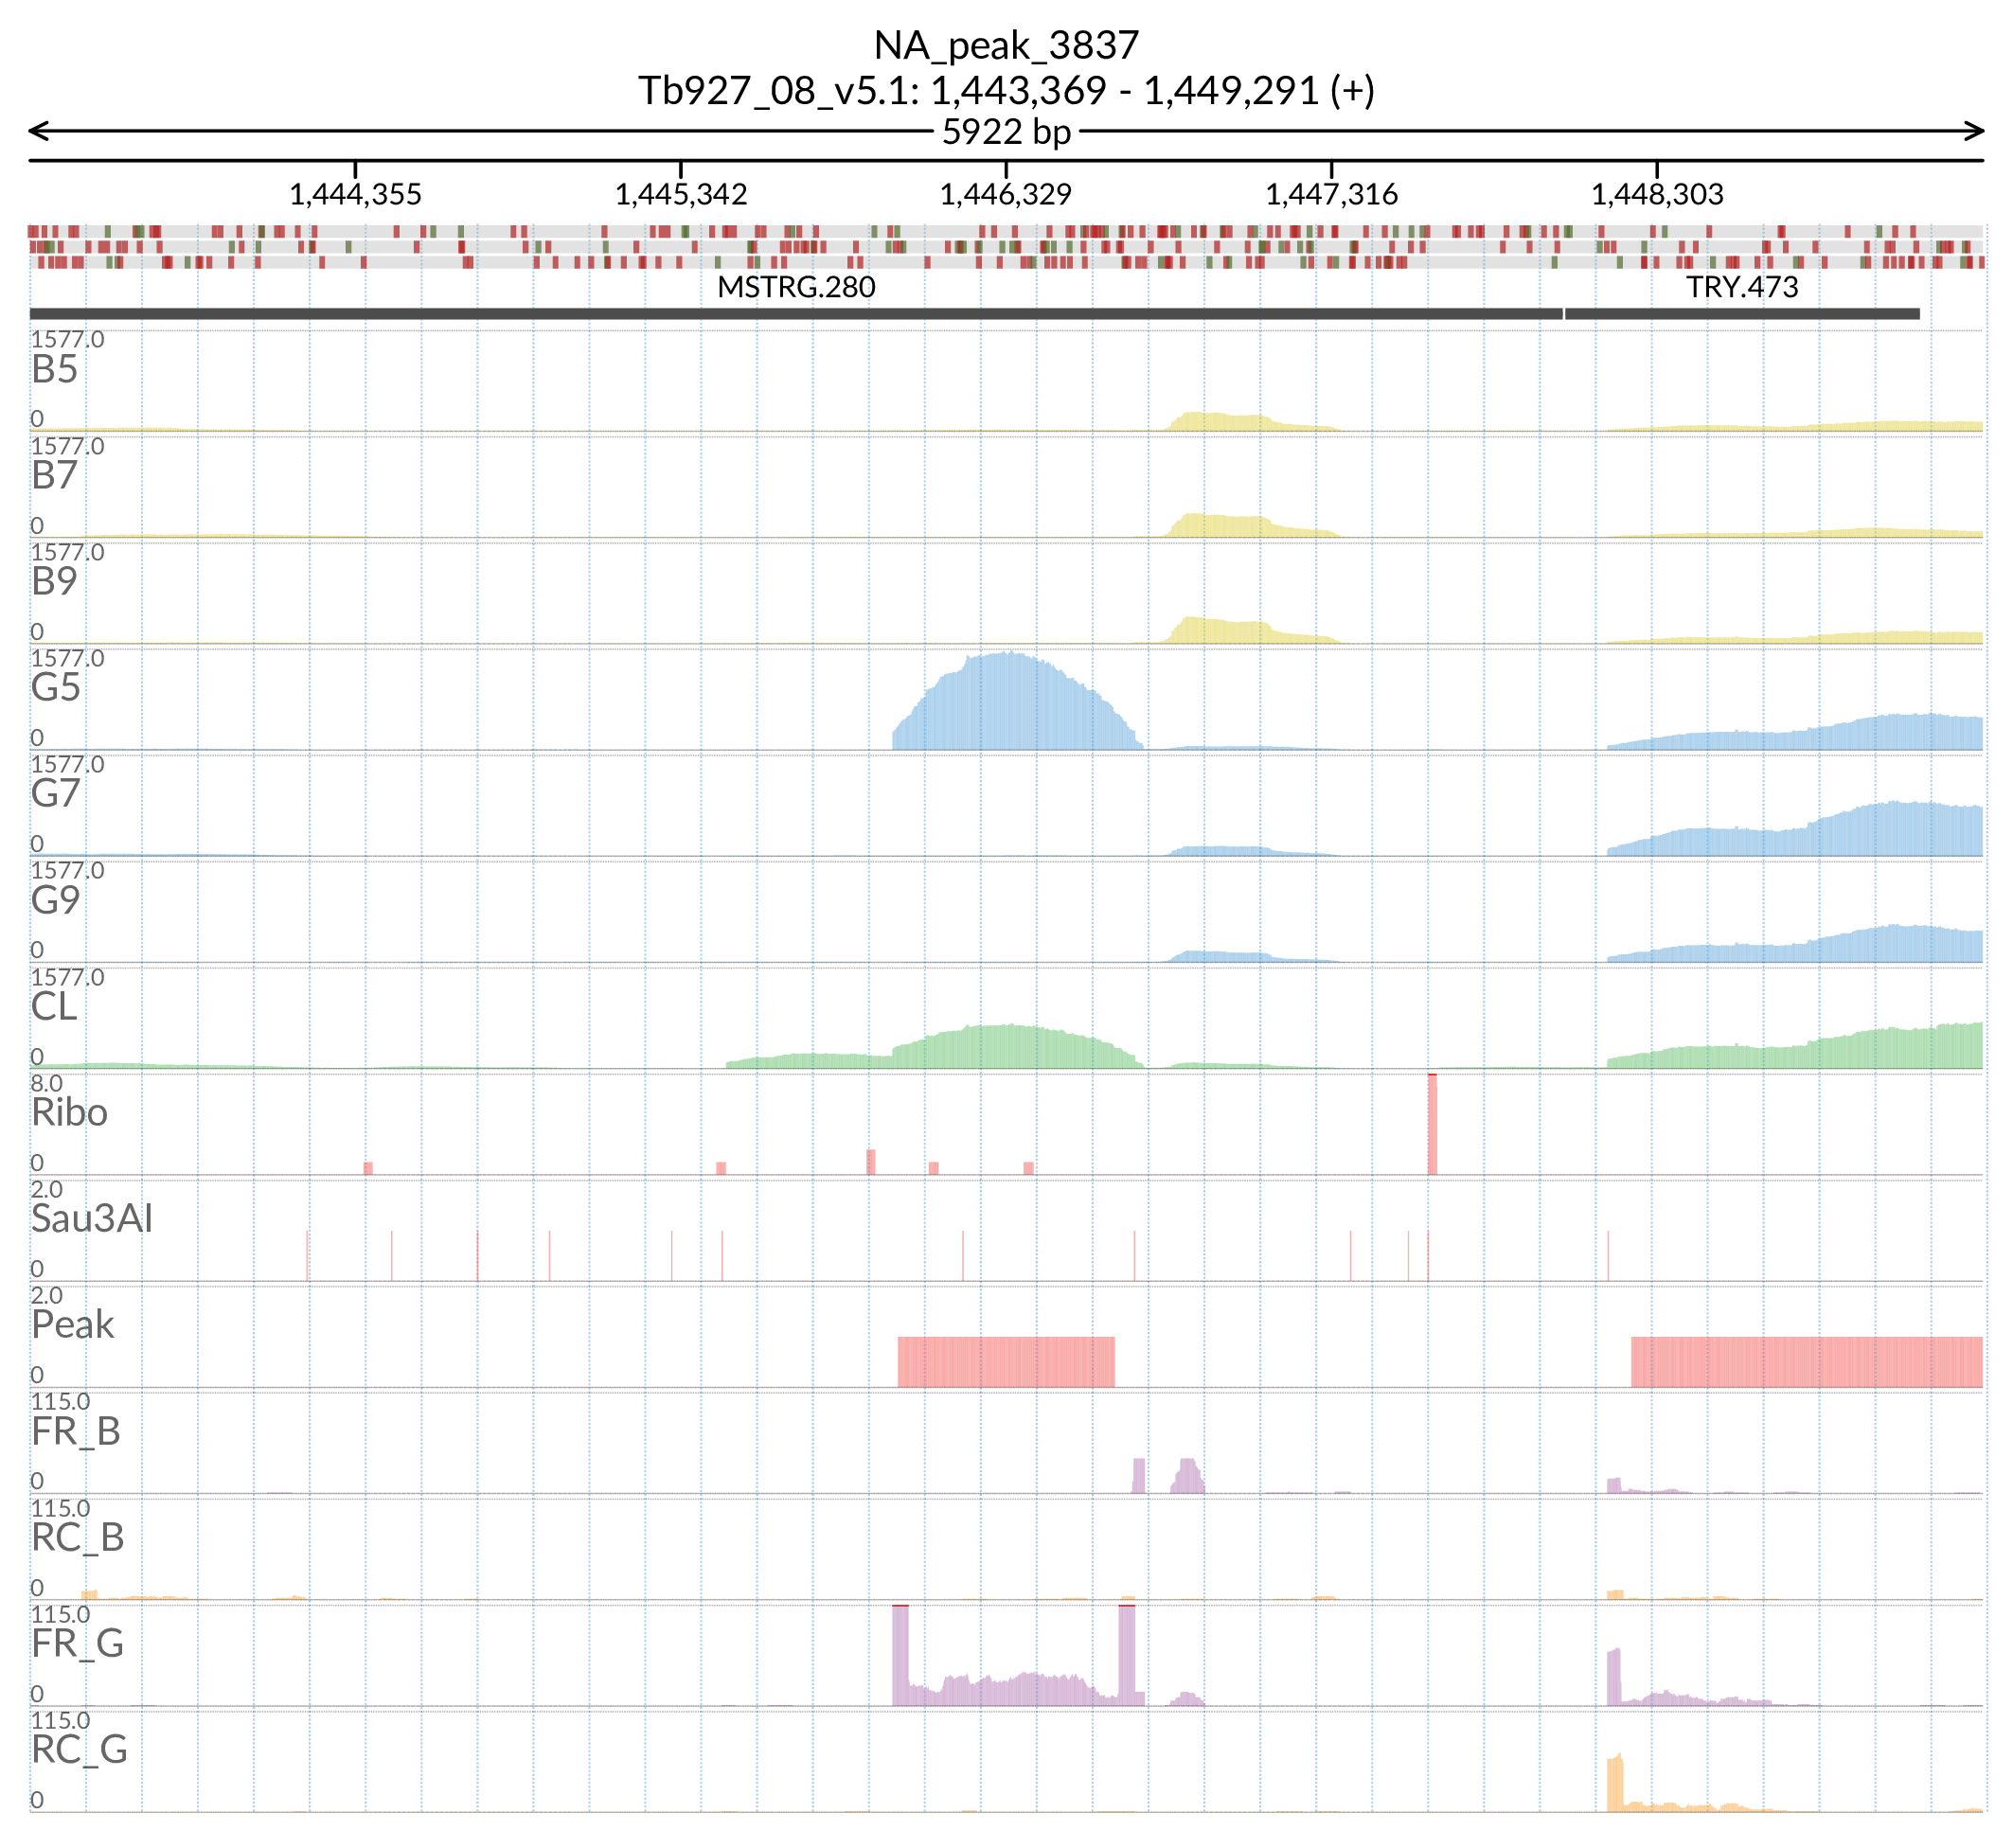 NA_peak_3837
Tb927_08_v5.1: 1,443,369 - 1,449,291 (+)
5922 bp
1,444,355 1,445,342 1,446,329 1,447,316 1,448,303
MSTRG.280 TRY.473
1577.0
B5
0
1577.0
B7
0
1577.0
B9
0
1577.0
G5
0
1577.0
G7
0
1577.0
G9
0
1577.0
CL
0
8.0
Ribo
0
2.0
Sau3AI
0
2.0
Peak
0
115.0
FR_B
0
115.0
RC_B
0
115.0
FR_G
0
115.0
RC_G
0